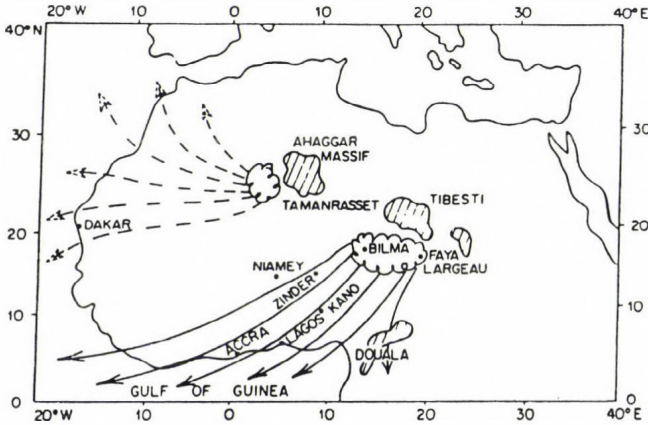 20°W 10 0 10 20 30 40°E
40°N
30 30
AHAGGAR
MASSIF
TAMANRASSET
TIBESTI
DAKAR
20 20
BILMA
NIAMEY
FAYA
LARGEAU
ZINDER
KANO
10 10
ACCRA
LAGOS
DOUALA
GULF OF GUINEA
0 0
20°W 10 0 10 20 30 40°E